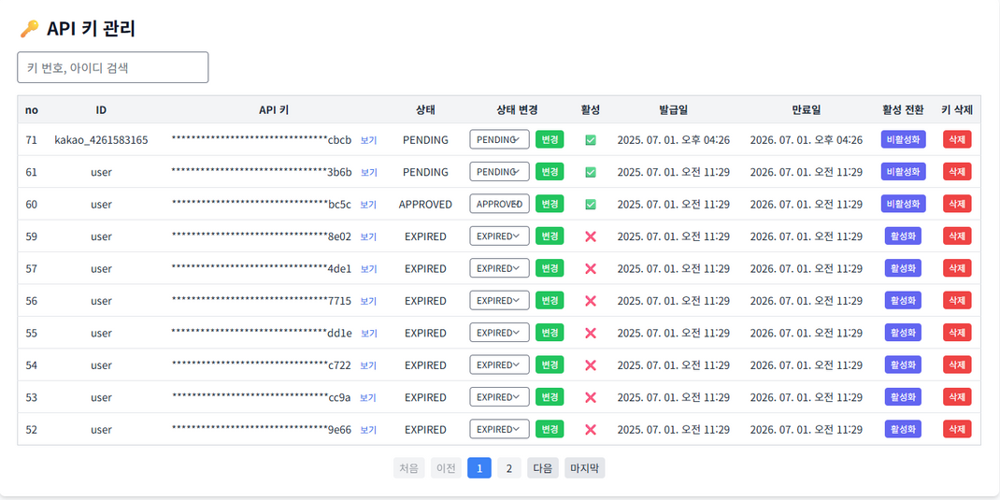 🔑 API 키 관리
키 번호, 아이디 검색
no ID API 키 상태 상태 변경 활성 발급일 만료일 활성 전환 키 삭제
71 kakao_4261583165 ********************************cbcb 보기 PENDING PENDING 변경 ✅ 2025. 07. 01. 오후 04:26 2026. 07. 01. 오후 04:26 비활성화 삭제
61 user ********************************3b6b 보기 PENDING PENDING 변경 ✅ 2025. 07. 01. 오전 11:29 2026. 07. 01. 오전 11:29 비활성화 삭제
60 user ********************************bc5c 보기 APPROVED APPROVED 변경 ✅ 2025. 07. 01. 오전 11:29 2026. 07. 01. 오전 11:29 비활성화 삭제
59 user ********************************8e02 보기 EXPIRED EXPIRED 변경 ❌ 2025. 07. 01. 오전 11:29 2026. 07. 01. 오전 11:29 활성화 삭제
57 user ********************************4de1 보기 EXPIRED EXPIRED 변경 ❌ 2025. 07. 01. 오전 11:29 2026. 07. 01. 오전 11:29 활성화 삭제
56 user ********************************7715 보기 EXPIRED EXPIRED 변경 ❌ 2025. 07. 01. 오전 11:29 2026. 07. 01. 오전 11:29 활성화 삭제
55 user ********************************dd1e 보기 EXPIRED EXPIRED 변경 ❌ 2025. 07. 01. 오전 11:29 2026. 07. 01. 오전 11:29 활성화 삭제
54 user ********************************c722 보기 EXPIRED EXPIRED 변경 ❌ 2025. 07. 01. 오전 11:29 2026. 07. 01. 오전 11:29 활성화 삭제
53 user ********************************cc9a 보기 EXPIRED EXPIRED 변경 ❌ 2025. 07. 01. 오전 11:29 2026. 07. 01. 오전 11:29 활성화 삭제
52 user ********************************9e66 보기 EXPIRED EXPIRED 변경 ❌ 2025. 07. 01. 오전 11:29 2026. 07. 01. 오전 11:29 활성화 삭제
처음 이전 1 2 다음 마지막